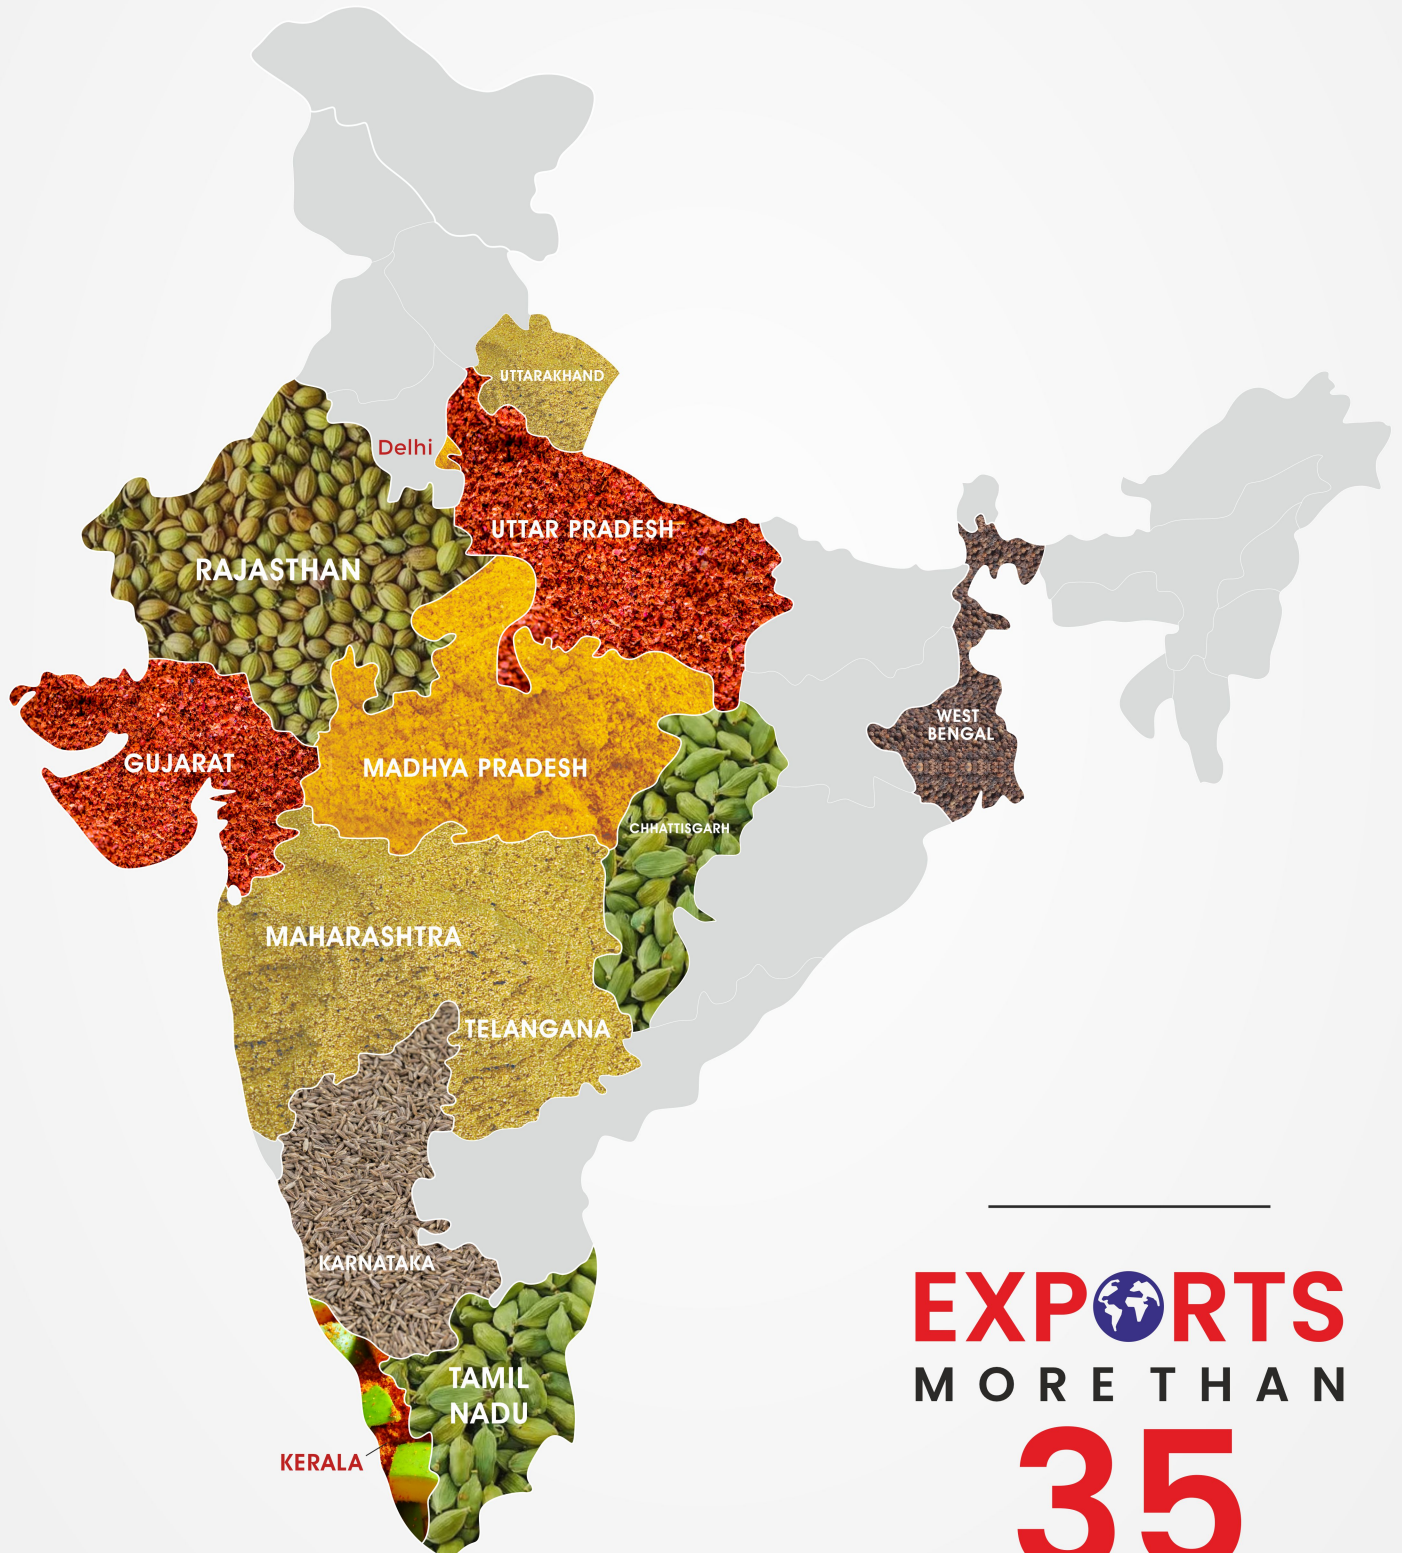 UTTARAKHAND
Delhi
UTTAR PRADESH
RAJASTHAN
WEST
BENGAL
GUJARAT
MADHYA PRADESH
CHHATTISGARH
MAHARASHTRA
TELANGANA
KARNATAKA
TAMIL
NADU
KERALA
EXPORTS
MORE THAN
35